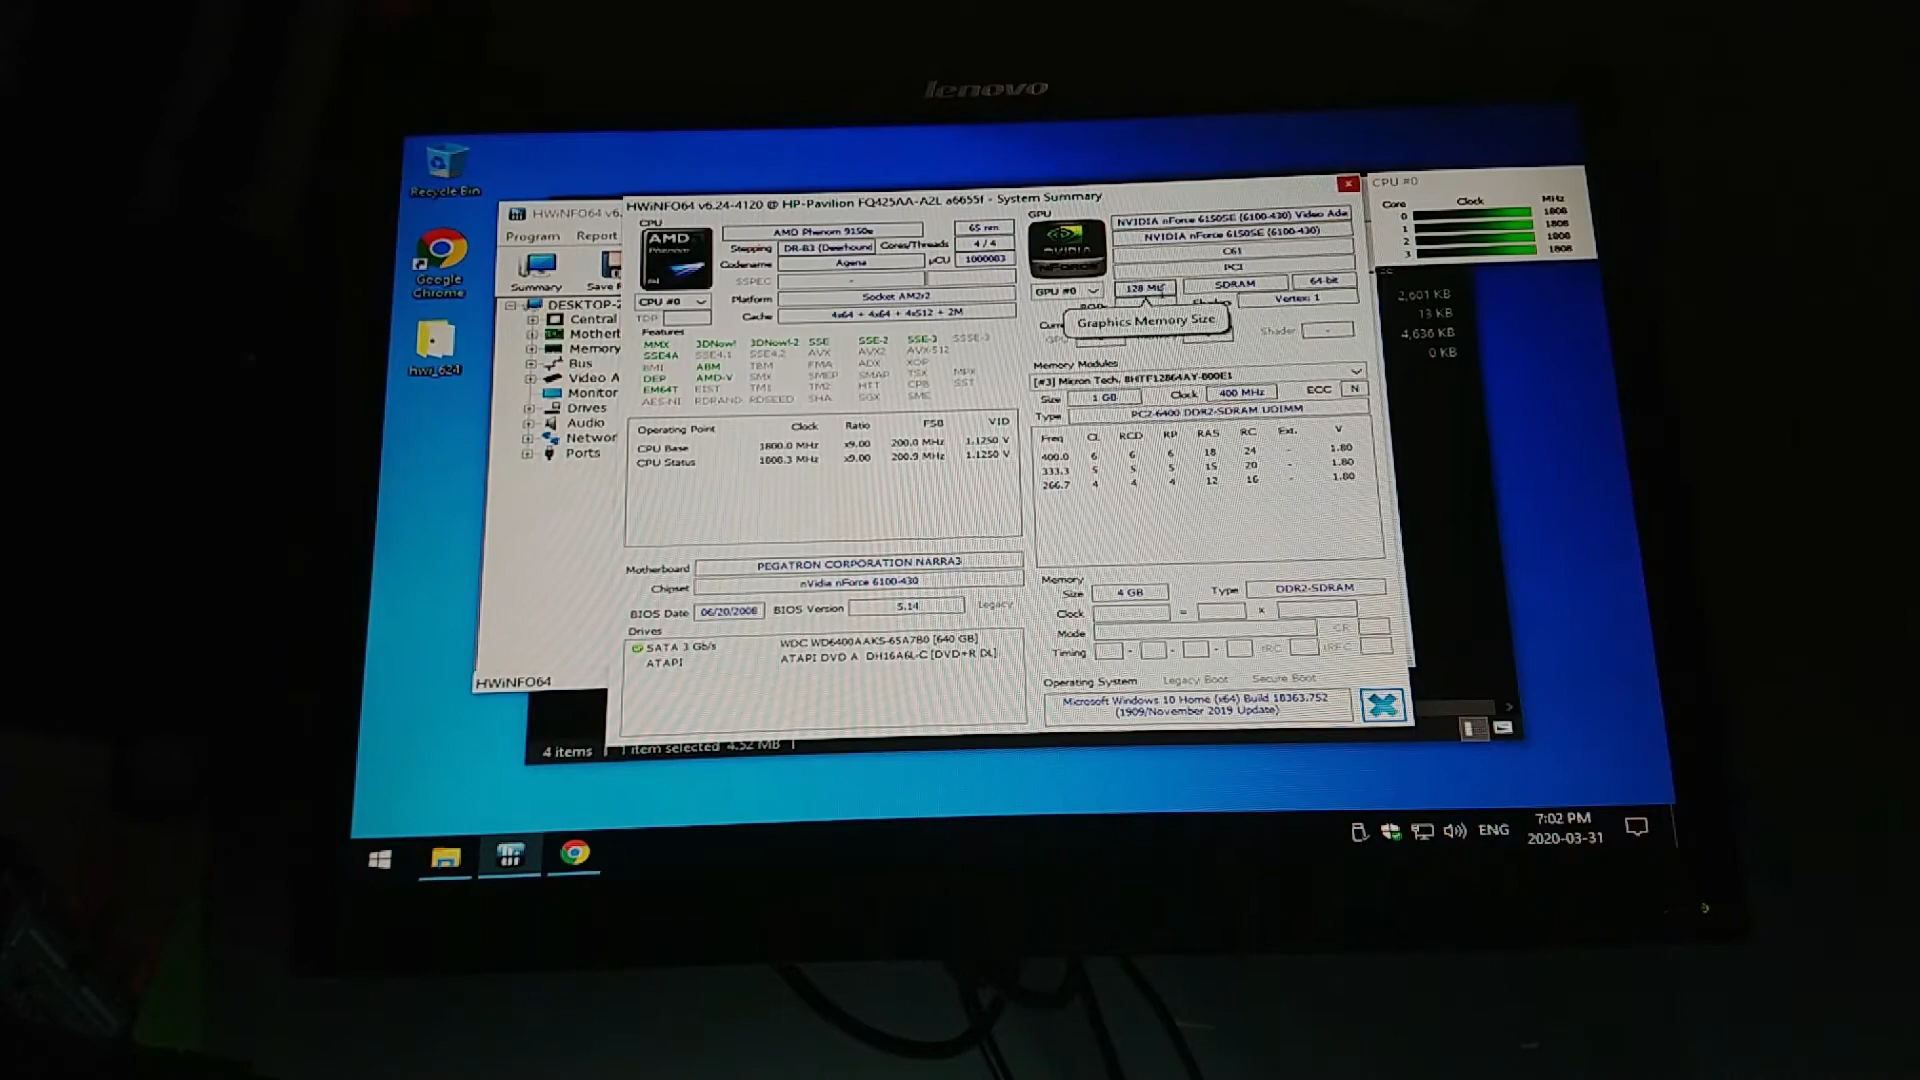 lenovo
Recycle Bin
Google
Chrome
hwi_624
HWiNFO64 v6.
Program Report
Summary Save R
DESKTOP-
Central
Mothert
Memory
Bus
Video A
Monitor
Drives
Audio
Networ
Ports
HWiNFO64
HWiNFO64 v6.24-4120 @ HP-Pavilion FQ425AA-A2L a6655f - System Summary
CPU
AMD
Phenom
AMD Phenom 9150e 65 nm
Stepping DR-B3 (Deerhound Cores/Threads 4 / 4
Codename Agena µCU 1000083
SSPEC -
CPU #0 Platform Socket AM2r2
TDP Cache 4x64 + 4x64 + 4x512 + 2M
Features
MMX 3DNow! 3DNow!-2 SSE SSE-2 SSE-3 SSSE-3
SSE4A SSE4.1 SSE4.2 AVX AVX2 AVX-512
BMI ABM TBM FMA ADX XOP
DEP AMD-V SMX SMEP SMAP TSX MPX
EM64T EIST TM1 TM2 HTT CPB SST
AES-NI RDRAND RDSEED SHA SGX SME
Operating Point Clock Ratio FSB VID
CPU Base 1800.0 MHz x9.00 200.0 MHz 1.1250 V
CPU Status 1808.3 MHz x9.00 200.9 MHz 1.1250 V
Motherboard PEGATRON CORPORATION NARRA3
Chipset nVidia nForce 6100-430
BIOS Date 06/20/2008 BIOS Version 5.14 Legacy
Drives
SATA 3 Gb/s WDC WD6400AAKS-65A7B0 [640 GB]
ATAPI ATAPI DVD A DH16A6L-C [DVD+R DL]
GPU
NVIDIA
NFORCE
NVIDIA nForce 6150SE (6100-430) Video Ada
NVIDIA nForce 6150SE (6100-430)
C61
PCI
GPU #0 128 MB SDRAM 64-bit
Vertex: 1
Graphics Memory Size
Shader -
Memory Modules
[#3] Micron Tech. 8HTF12864AY-800E1
Size 1 GB Clock 400 MHz ECC N
Type PC2-6400 DDR2-SDRAM UDIMM
Freq CL RCD RP RAS RC Ext. V
400.0 6 6 6 18 24 - 1.80
333.3 5 5 5 15 20 - 1.80
266.7 4 4 4 12 16 - 1.80
Memory
Size 4 GB Type DDR2-SDRAM
Clock = x
Mode CR
Timing - - - tRC tRFC
Operating System Legacy Boot Secure Boot
Microsoft Windows 10 Home (x64) Build 18363.752
(1909/November 2019 Update)
CPU #0
Core Clock MHz
0 1808
1 1808
2 1808
3 1808
2,601 KB
13 KB
4,636 KB
0 KB
4 items 1 item selected 4.52 MB
ENG
7:02 PM
2020-03-31